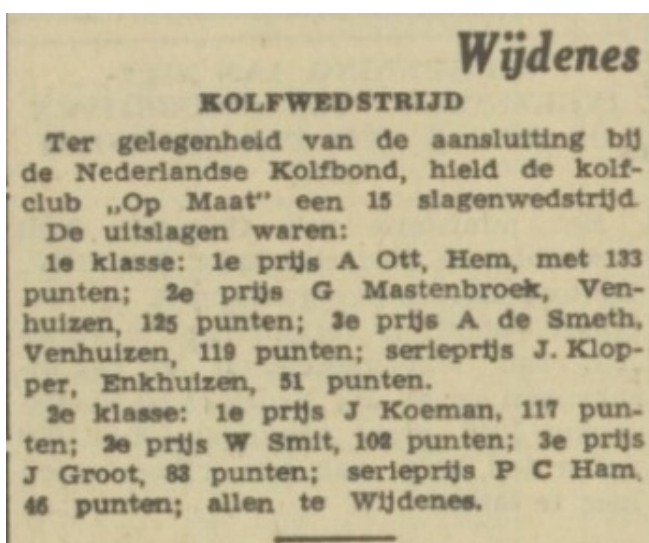 Wijdenes
KOLFWEDSTRIJD
Ter gelegenheid van de aansluiting bij
de Nederlandse Kolfbond, hield de kolf-
club „Op Maat” een 15 slagenwedstrijd.
De uitslagen waren:
1e klasse: 1e prijs A Ott, Hem, met 133
punten; 2e prijs G Mastenbroek, Ven-
huizen, 125 punten; 3e prijs A de Smeth,
Venhuizen, 119 punten; serieprijs J. Klop-
per, Enkhuizen, 51 punten.
2e klasse: 1e prijs J Koeman, 117 pun-
ten; 2e prijs W Smit, 102 punten; 3e prijs
J Groot, 83 punten; serieprijs P C Ham,
46 punten; allen te Wijdenes.